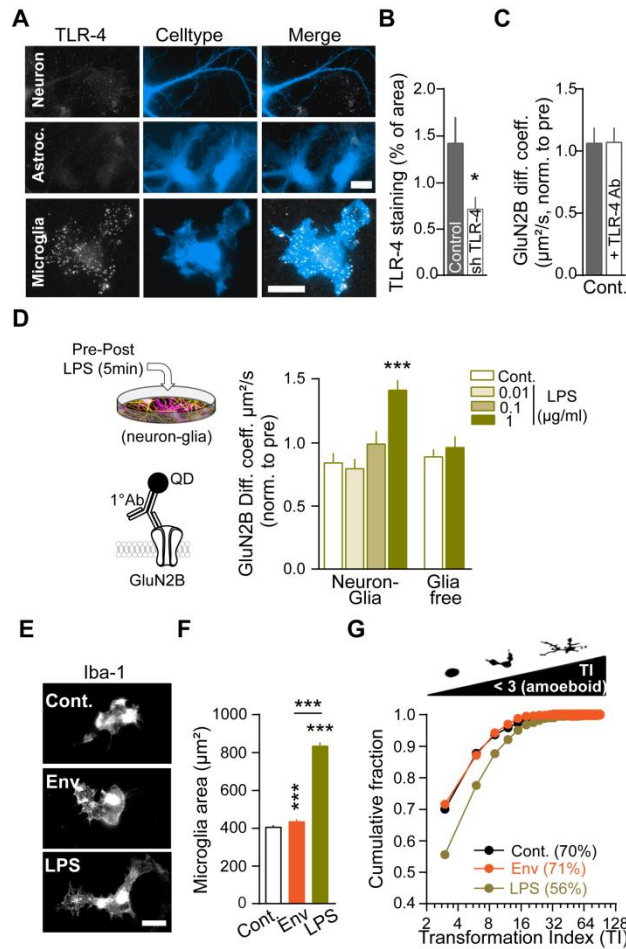 A
TLR-4 Celltype Merge
Neuron
Astroc.
Microglia
B
TLR-4 staining (% of area)
2.0
1.5
1.0
0.5
0.0
Control
sh TLR-4
*
C
GluN2B diff. coeff.
(µm²/s, norm. to pre)
1.5
1.0
0.5
0.0
+ TLR-4 Ab
Cont.
D
Pre-Post
LPS (5min)
(neuron-glia)
QD
1°Ab
GluN2B
GluN2B Diff. coeff. µm²/s
(norm. to pre)
1.5
1.0
0.5
0.0
***
Neuron-
Glia
Glia
free
Cont.
0.01
0.1
1
LPS
(µg/ml)
E
Iba-1
Cont.
Env
LPS
F
Microglia area (µm²)
1000
800
600
400
200
0
***
***
***
Cont.
Env
LPS
G
TI
< 3 (amoeboid)
Cumulative fraction
1.0
0.9
0.8
0.7
0.6
0.5
0.4
Cont. (70%)
Env (71%)
LPS (56%)
2 4 8 16 32 64 128
Transformation Index (TI)